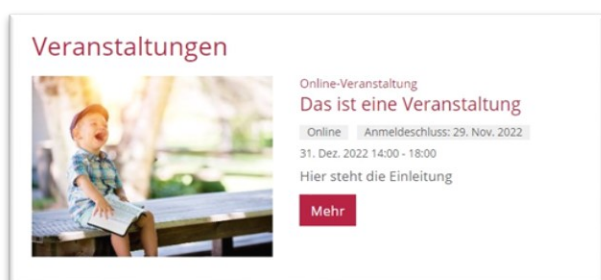 Veranstaltungen
Online-Veranstaltung
Das ist eine Veranstaltung
Online Anmeldeschluss: 29. Nov. 2022
31. Dez. 2022 14:00 - 18:00
Hier steht die Einleitung
Mehr